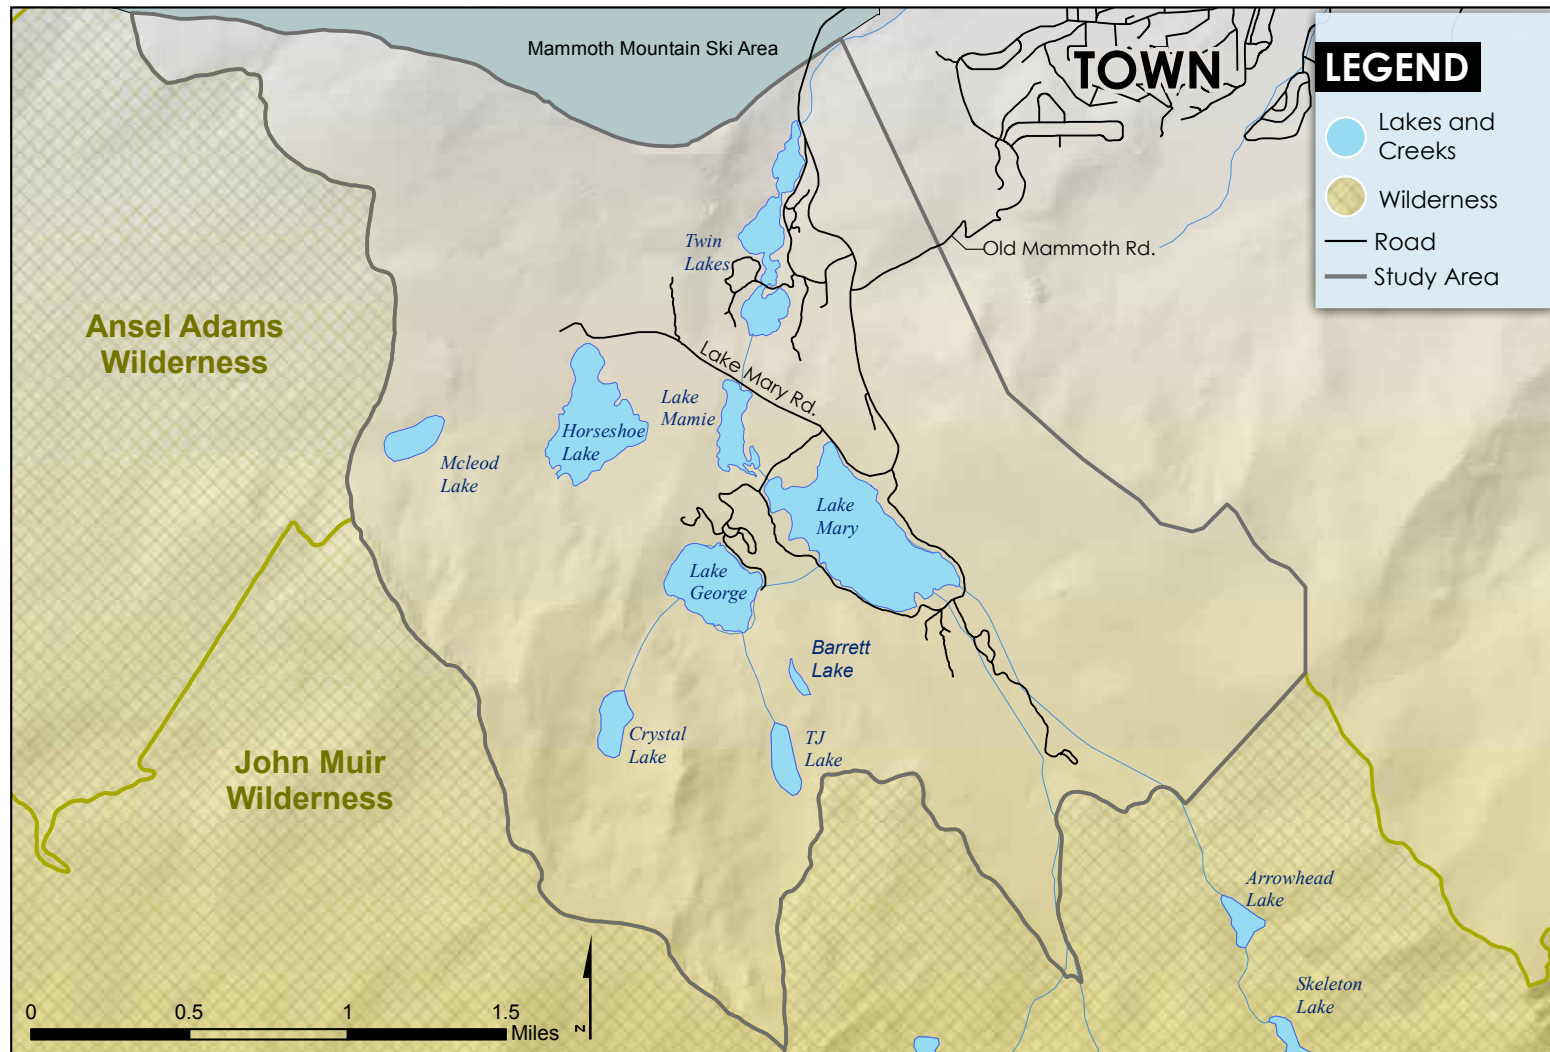 Mammoth Mountain Ski Area
TOWN
LEGEND
Lakes and
Creeks
Wilderness
Road
Study Area
Old Mammoth Rd.
Twin
Lakes
Ansel Adams
Wilderness
Lake Mary Rd.
Lake
Mamie
Horseshoe
Lake
Mcleod
Lake
Lake
Mary
Lake
George
Barrett
Lake
Crystal
Lake
TJ
Lake
John Muir
Wilderness
Arrowhead
Lake
Skeleton
Lake
0 0.5 1 1.5
Miles
N